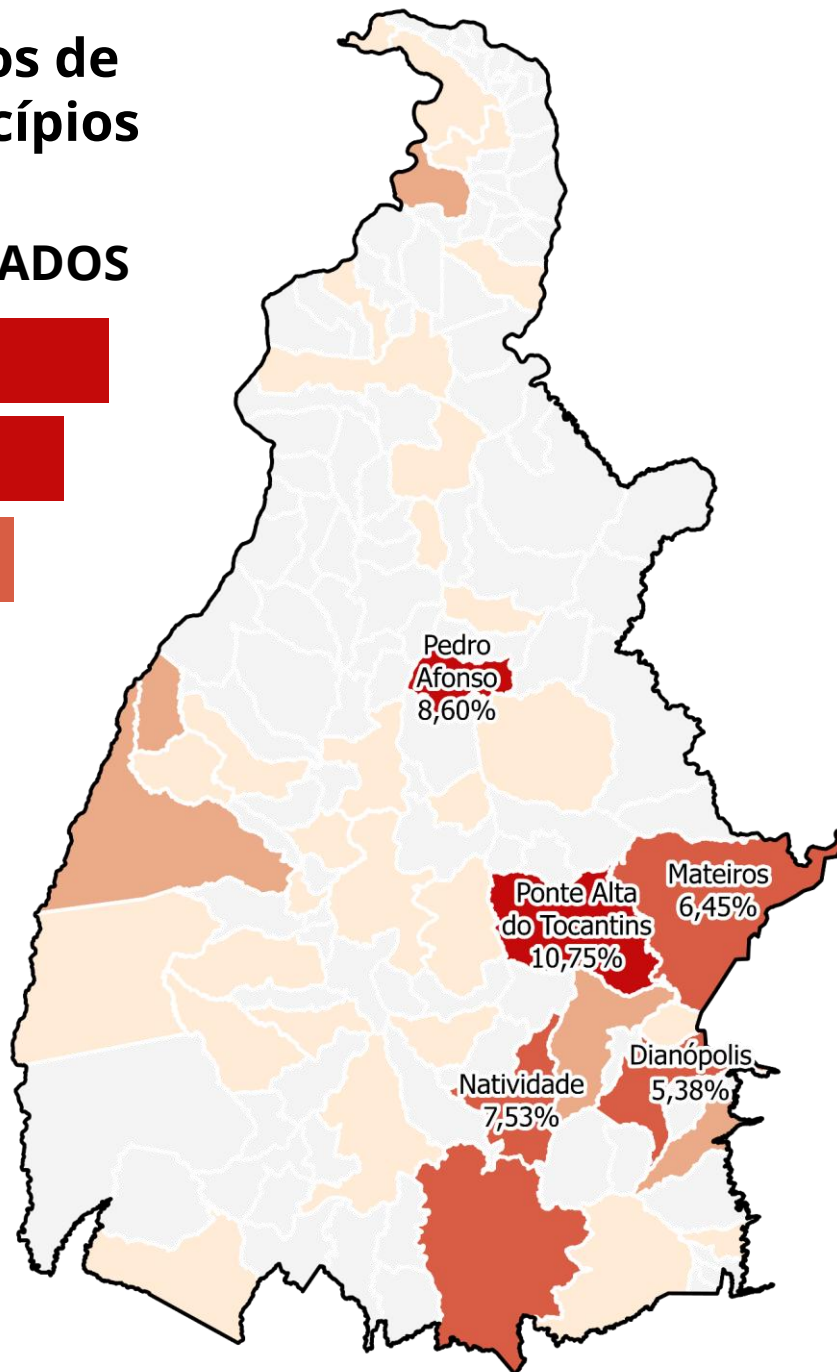 os de
cípios
ADOS
Pedro
Afonso
8,60%
Mateiros
6,45%
Ponte Alta
do Tocantins
10,75%
Dianópolis
5,38%
Natividade
7,53%